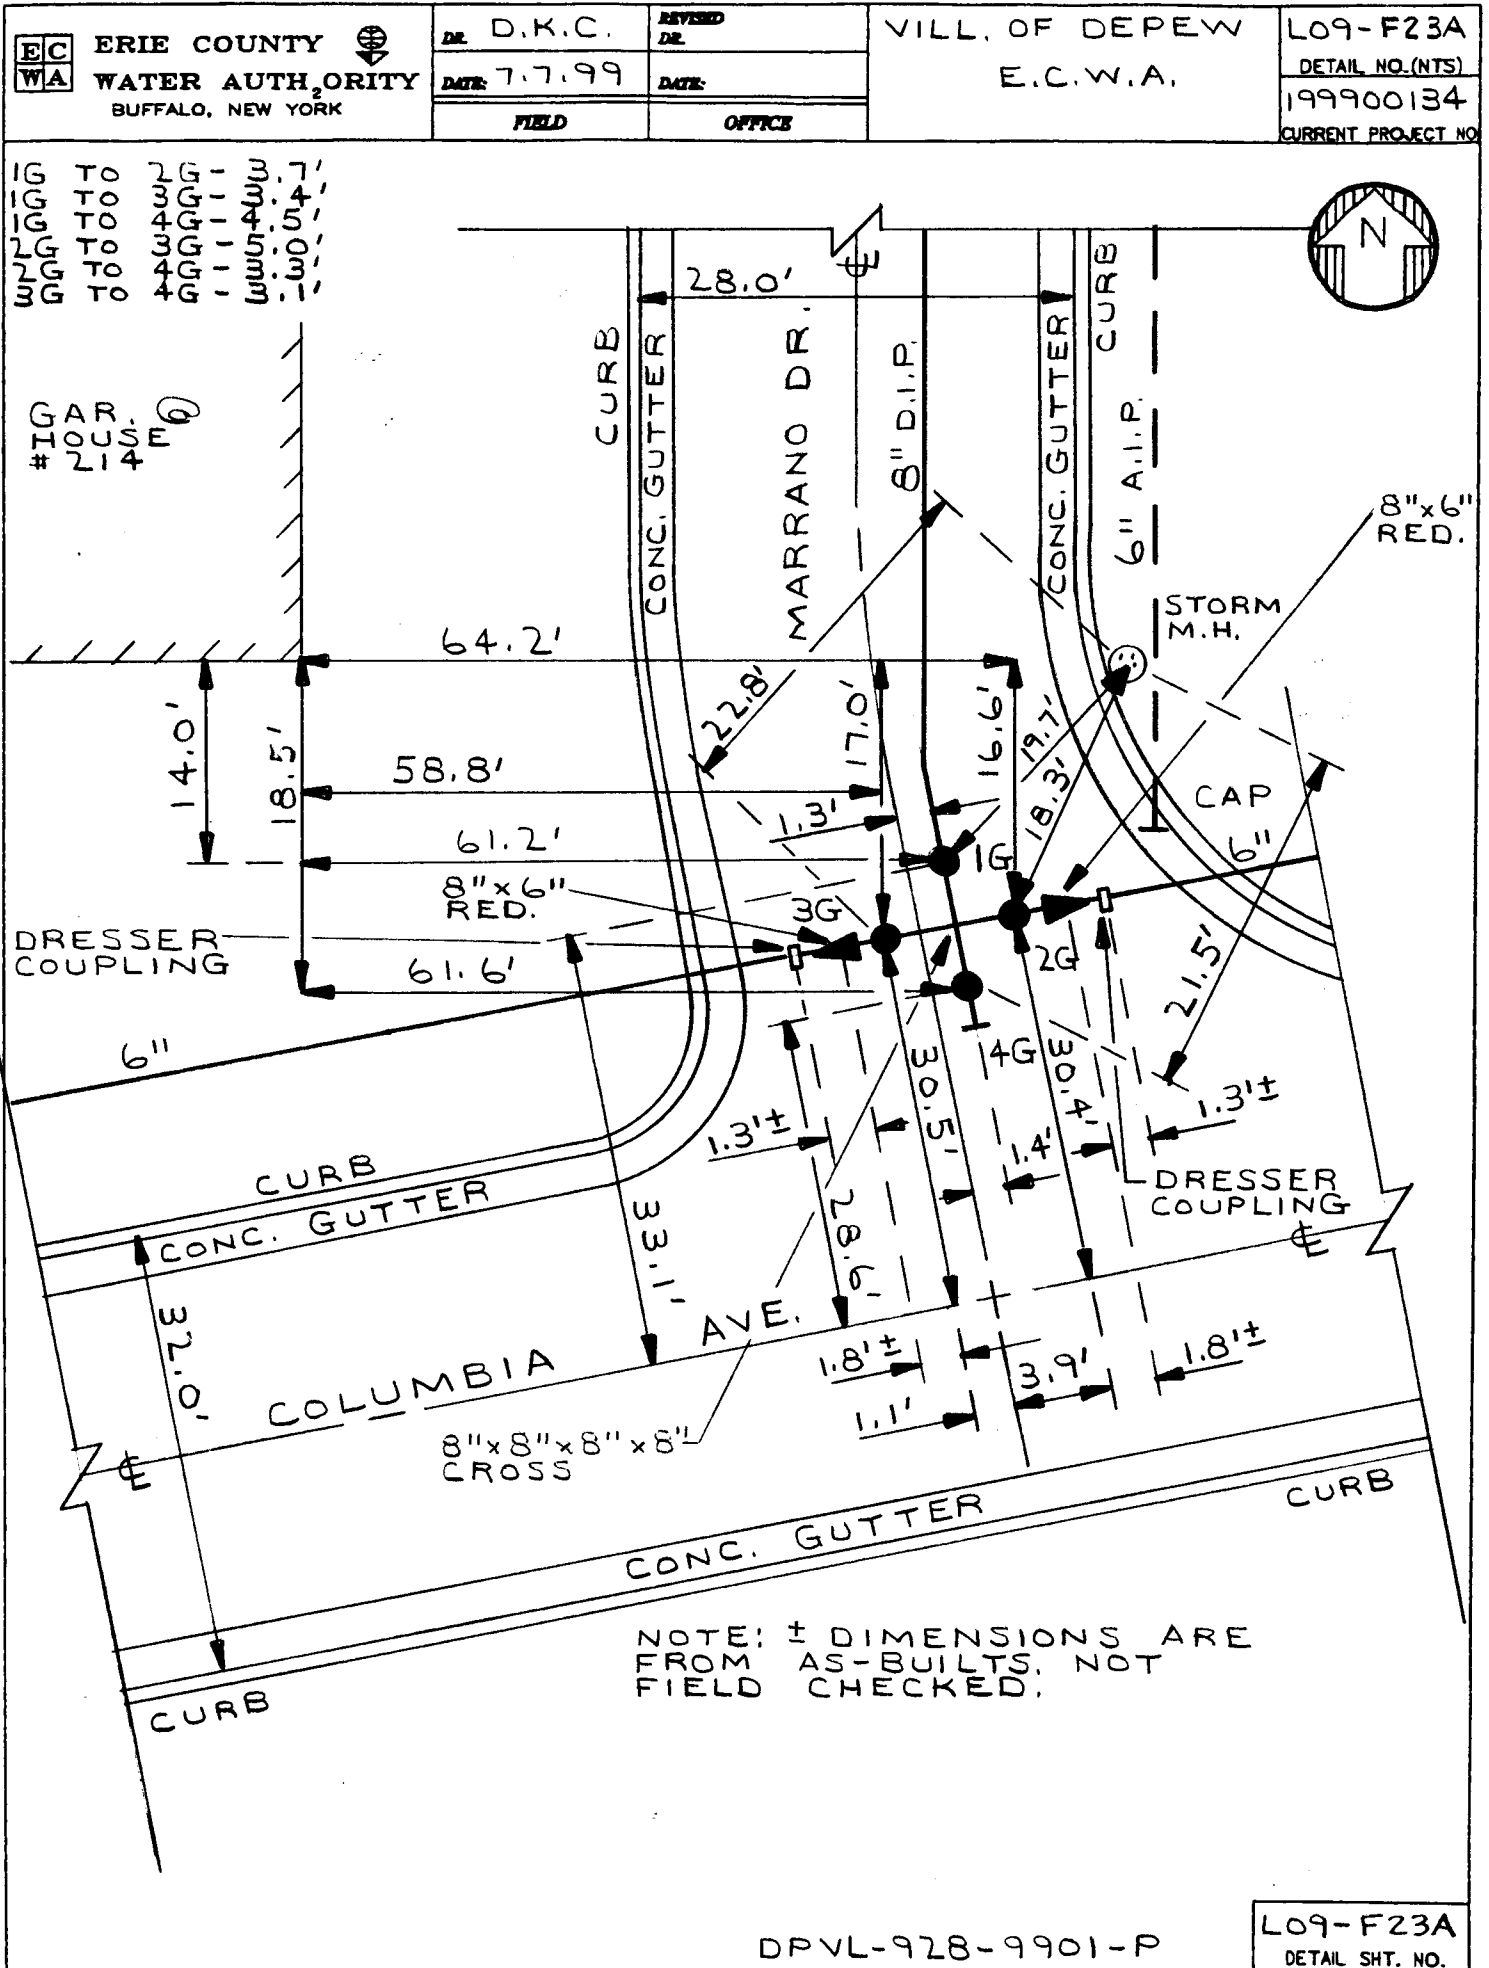 EC
WA
ERIE COUNTY
WATER AUTH₂ORITY
BUFFALO, NEW YORK
DR. D.K.C.
DATE: 7.7.99
FIELD
REVISED
DR.
DATE:
OFFICE
VILL. OF DEPEW
E.C.W.A.
L09-F23A
DETAIL NO.(NTS)
199900134
CURRENT PROJECT NO
1G TO 2G - 3.7'
1G TO 3G - 3.4'
1G TO 4G - 4.5'
2G TO 3G - 5.0'
2G TO 4G - 3.3'
3G TO 4G - 3.1'
N
28.0'
CURB
CONC. GUTTER
MARRANO DR.
8" D.I.P.
CONC. GUTTER
CURB
6" A.I.P.
GAR. @
HOUSE
# 214
8"x6"
RED.
STORM
M.H.
64.2'
22.8'
17.0'
16.6'
19.7'
18.3'
14.0'
18.5'
58.8'
1.3'
CAP
61.2'
6"
1G
8"x6"
RED.
3G
DRESSER
COUPLING
61.6'
2G
21.5'
6"
4G
30.5'
30.4'
1.3'±
1.3'±
1.4'
CURB
DRESSER
COUPLING
CONC. GUTTER
33.1'
28.6'
℄
32.0'
AVE.
COLUMBIA
1.8'±
3.9'
1.8'±
1.1'
8"x8"x8"x8"
CROSS
℄
CURB
CONC. GUTTER
NOTE: ± DIMENSIONS ARE
FROM AS-BUILTS. NOT
FIELD CHECKED.
CURB
DPVL-928-9901-P
L09-F23A
DETAIL SHT. NO.